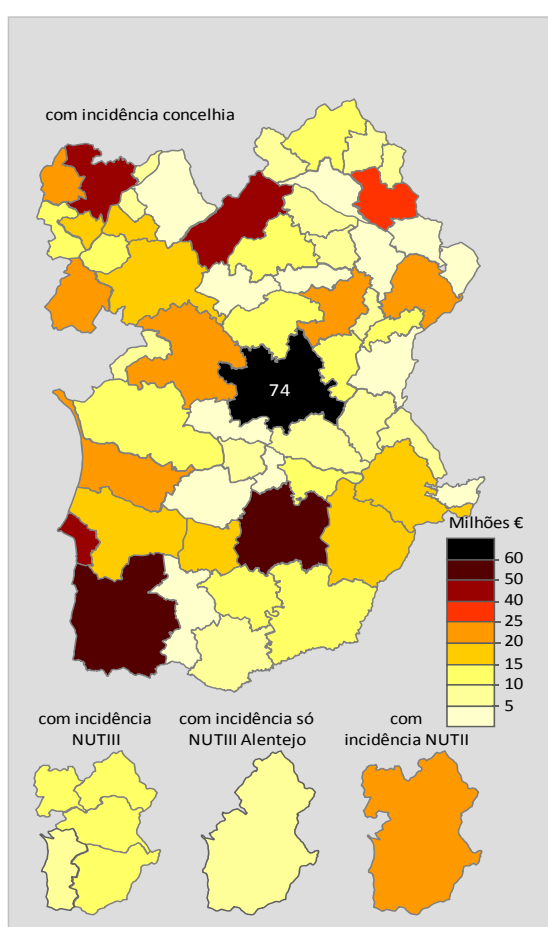 com incidência concelhia
74
Milhões €
60
50
40
25
20
15
10
5
com incidência
NUTIII
com incidência só
NUTIII Alentejo
com
incidência NUTII